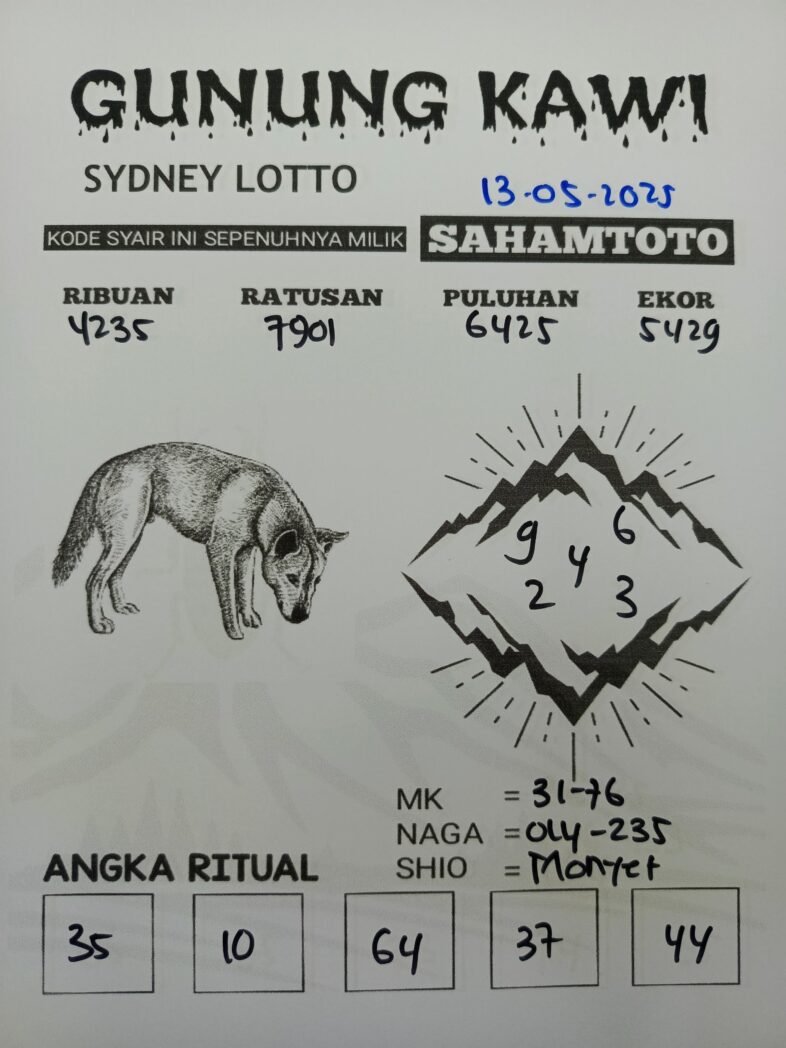 GUNUNG KAWI
SYDNEY LOTTO
13-05-2025
KODE SYAIR INI SEPENUHNYA MILIK SAHAMTOTO
RIBUAN RATUSAN PULUHAN EKOR
4235 7901 6425 5429
9 6
4
2 3
MK = 31-76
NAGA = 014-235
SHIO = Monyet
ANGKA RITUAL
35 10 64 37 44